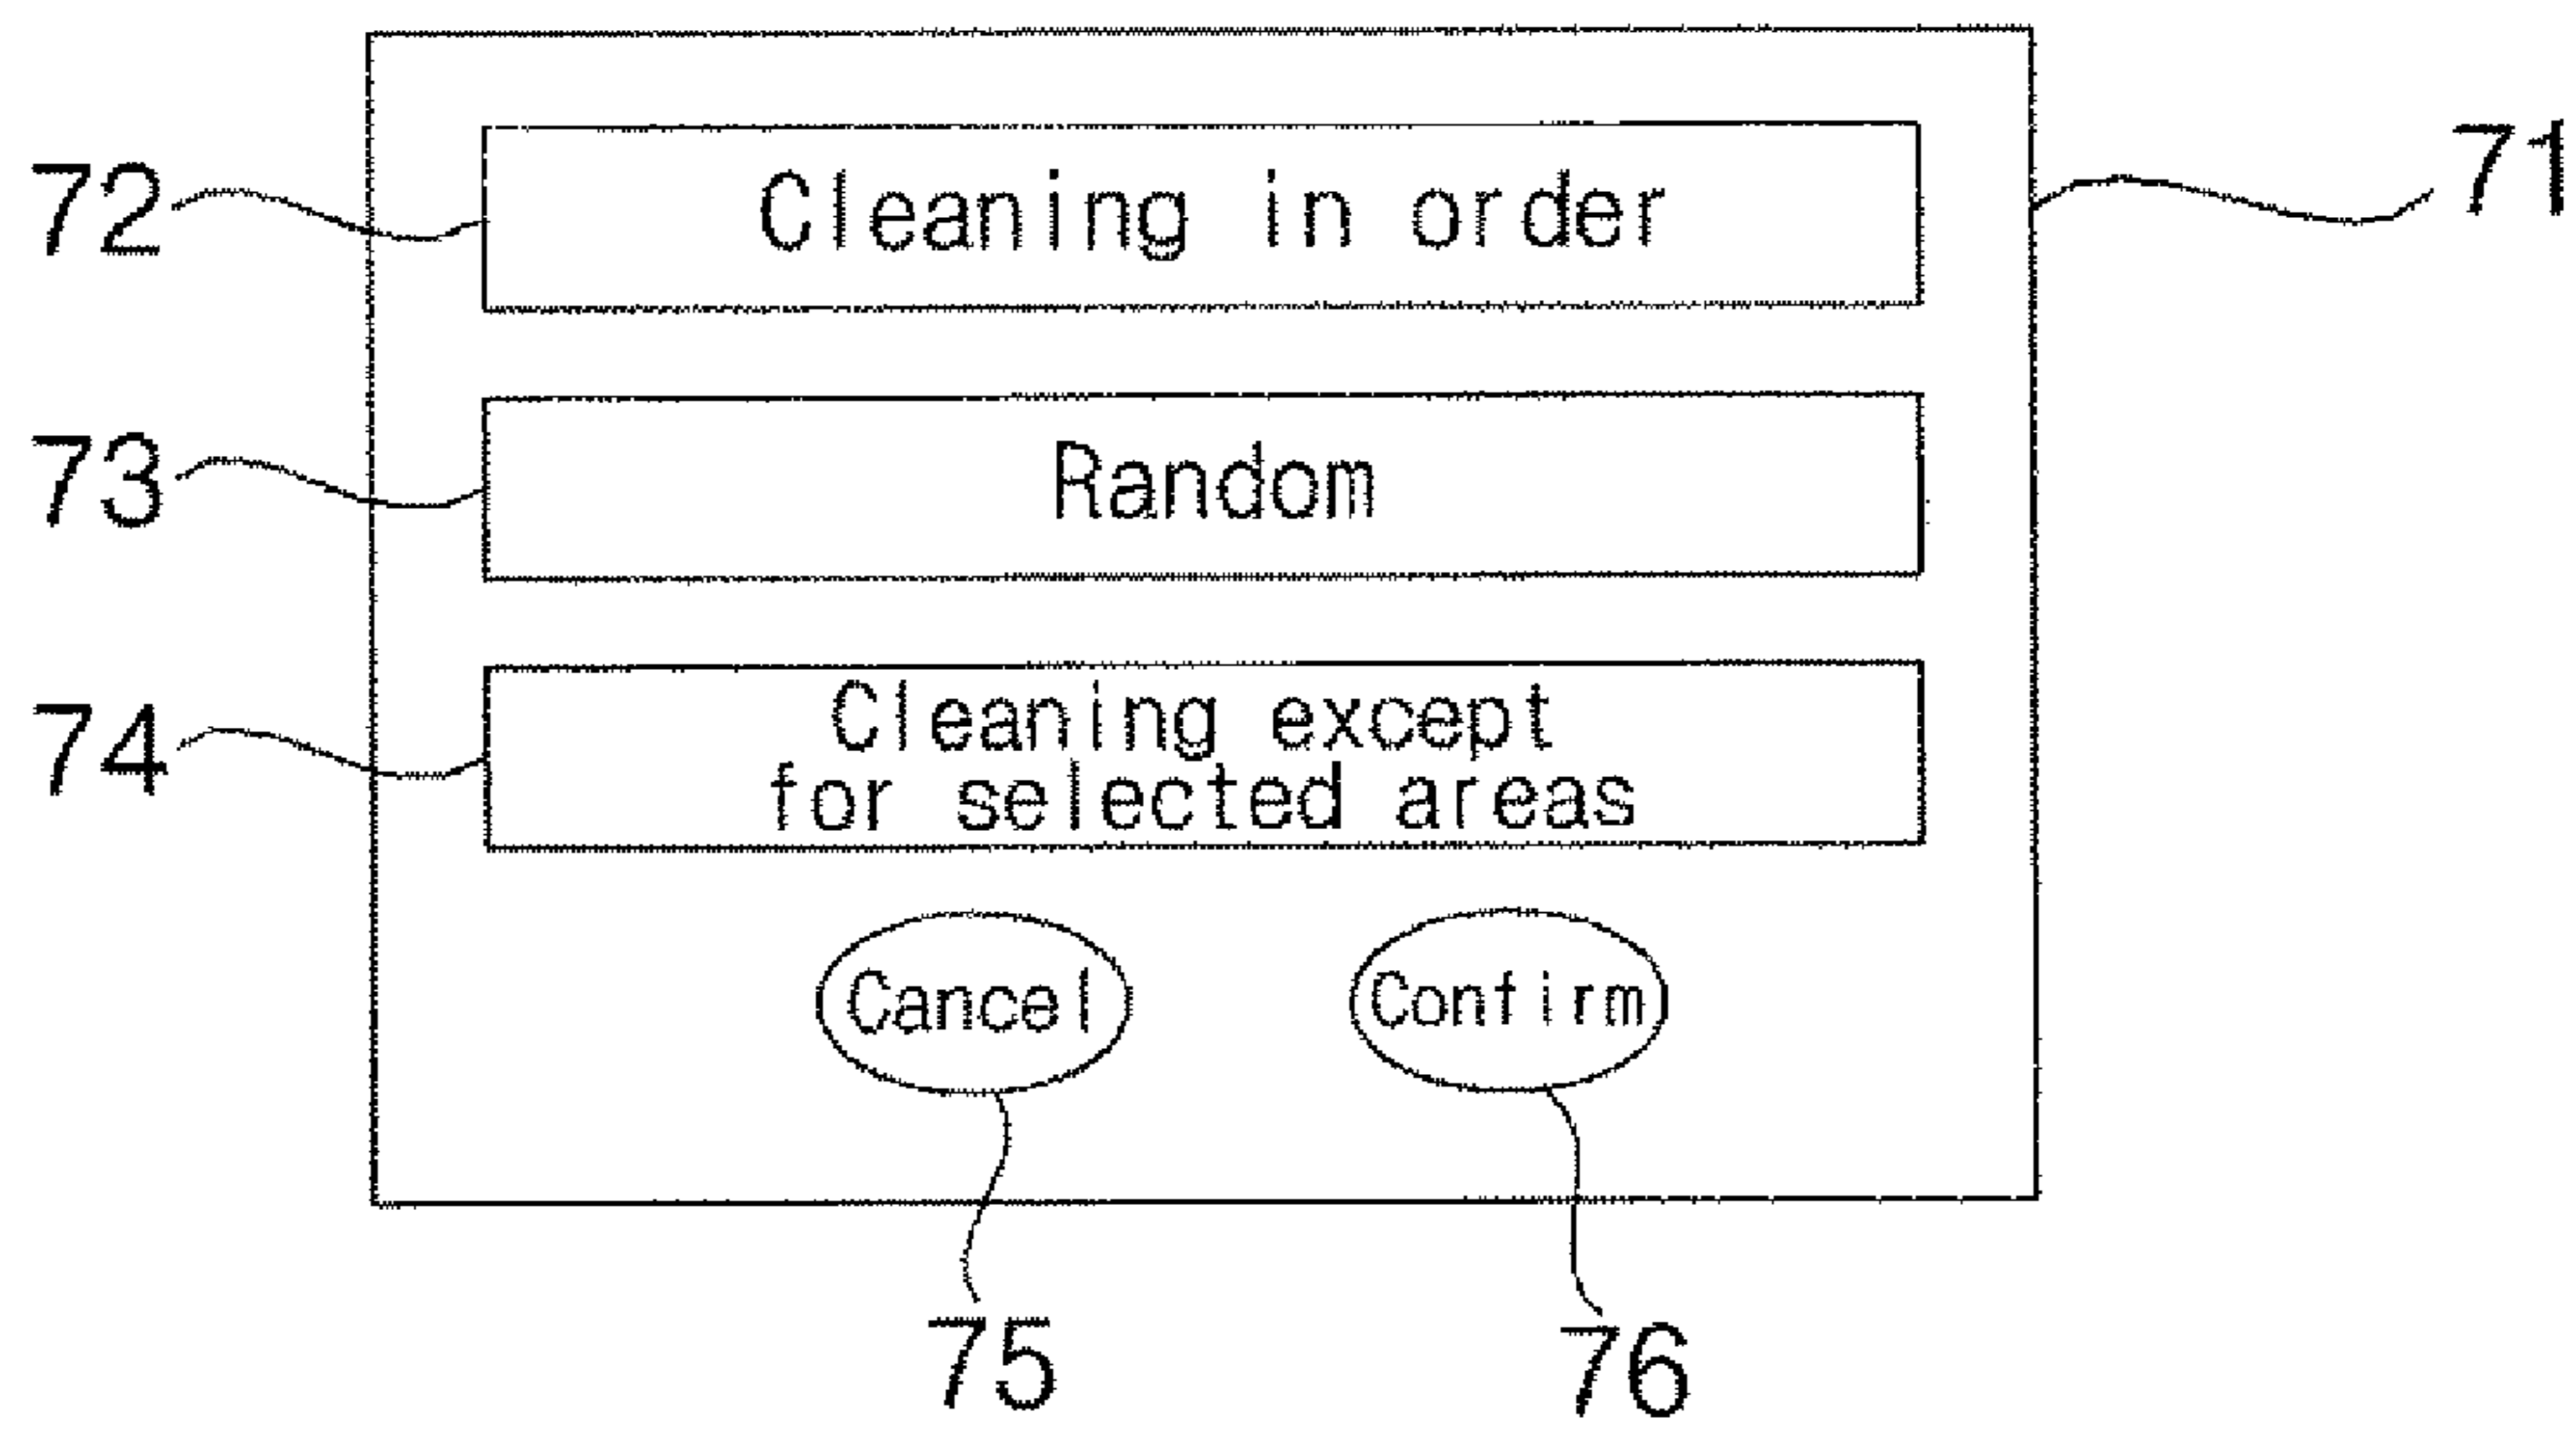 72
Cleaning in order
71
73
Random
74
Cleaning except
for selected areas
Cancel
Confirm
75
76